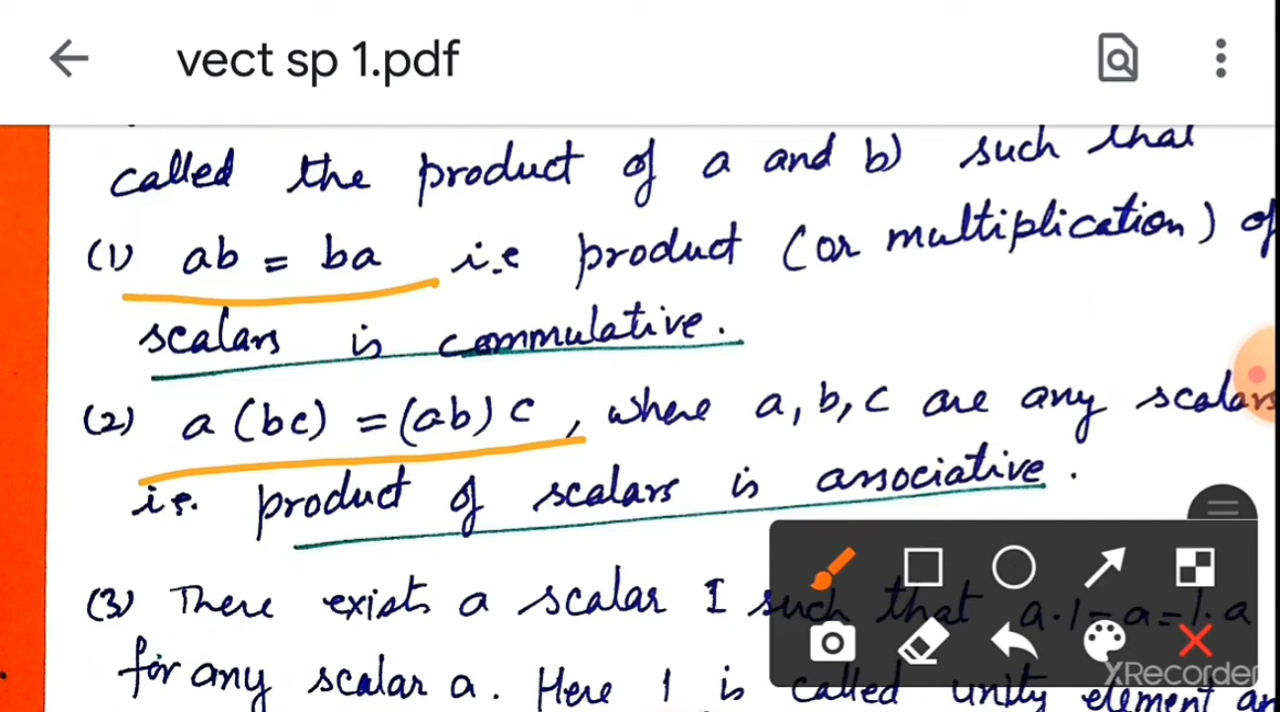 vect sp 1.pdf
called the product of a and b) such that
(1) ab = ba i.e product (or multiplication) of
scalars is commulative.
(2) a (bc) = (ab) c , where a, b, c are any scalars
i.e. product of scalars is associative.
(3) There exists a scalar I such that a.1 = a = 1.a
for any scalar a. Here 1 is called unity element an
XRecorder